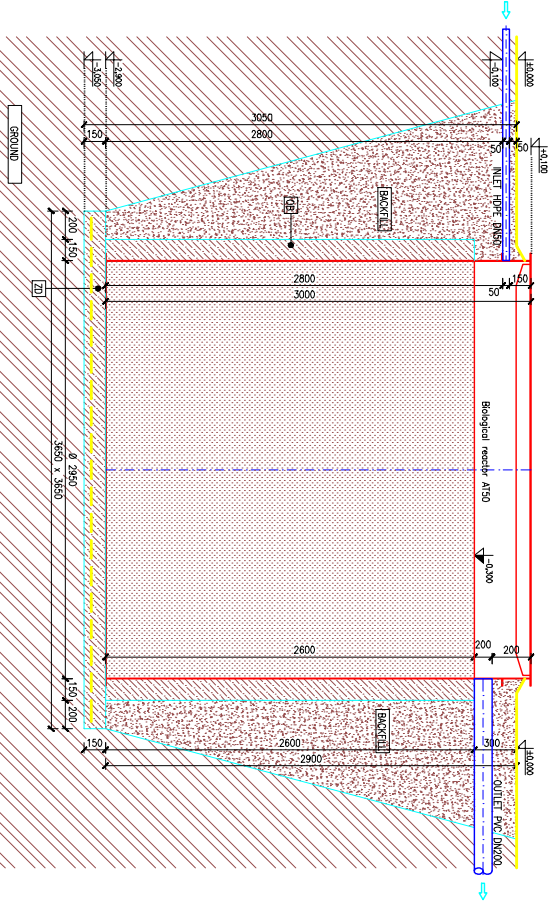 ±0,000
-0,100
-2,900
-3,050
3050
150
2800
50
50
+0,100
INLET HDPE DN50
GROUND
BACKFILL
OB
200
150
ZD
2800
50
150
3000
Biological reactor AT50
Ø 2950
3650 x 3650
-0,300
2600
200
200
150
200
BACKFILL
150
2600
300
2900
±0,000
OUTLET PVC DN200